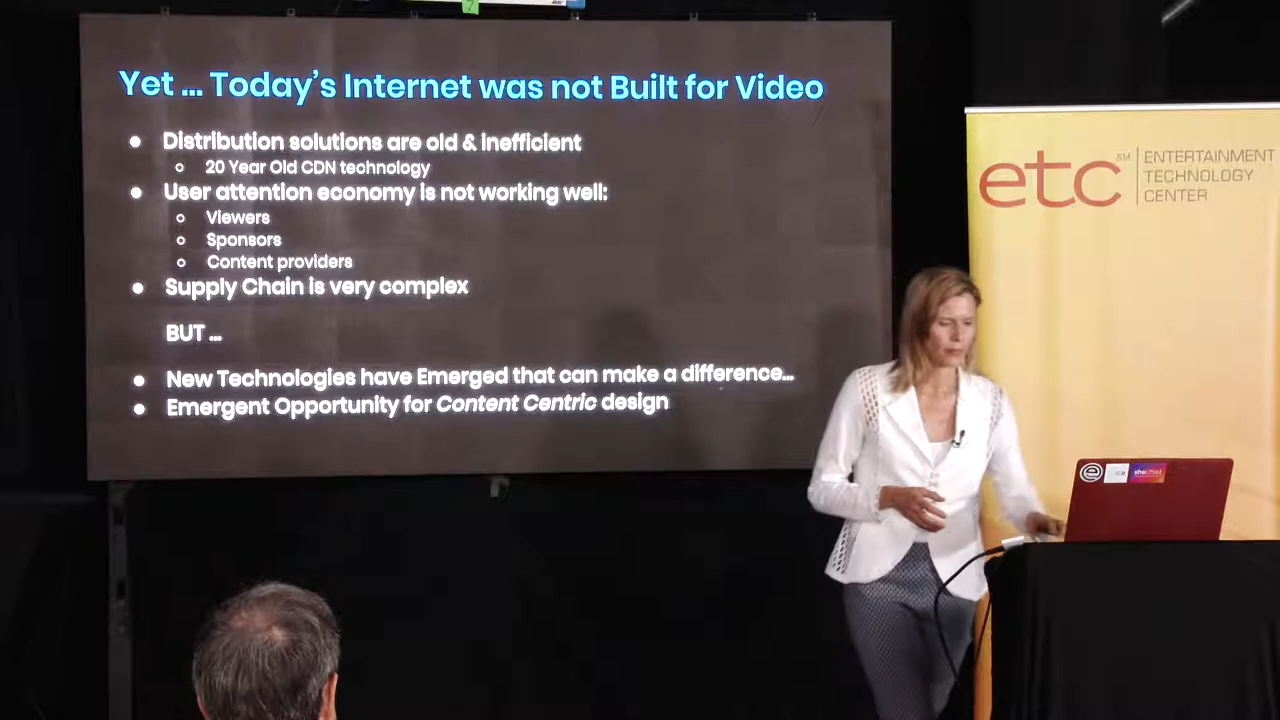 Yet ... Today's Internet was not Built for Video
● Distribution solutions are old & inefficient
○ 20 Year Old CDN technology
● User attention economy is not working well:
○ Viewers
○ Sponsors
○ Content providers
● Supply Chain is very complex
BUT ...
● New Technologies have Emerged that can make a difference...
● Emergent Opportunity for Content Centric design
etc SM
ENTERTAINMENT
TECHNOLOGY
CENTER